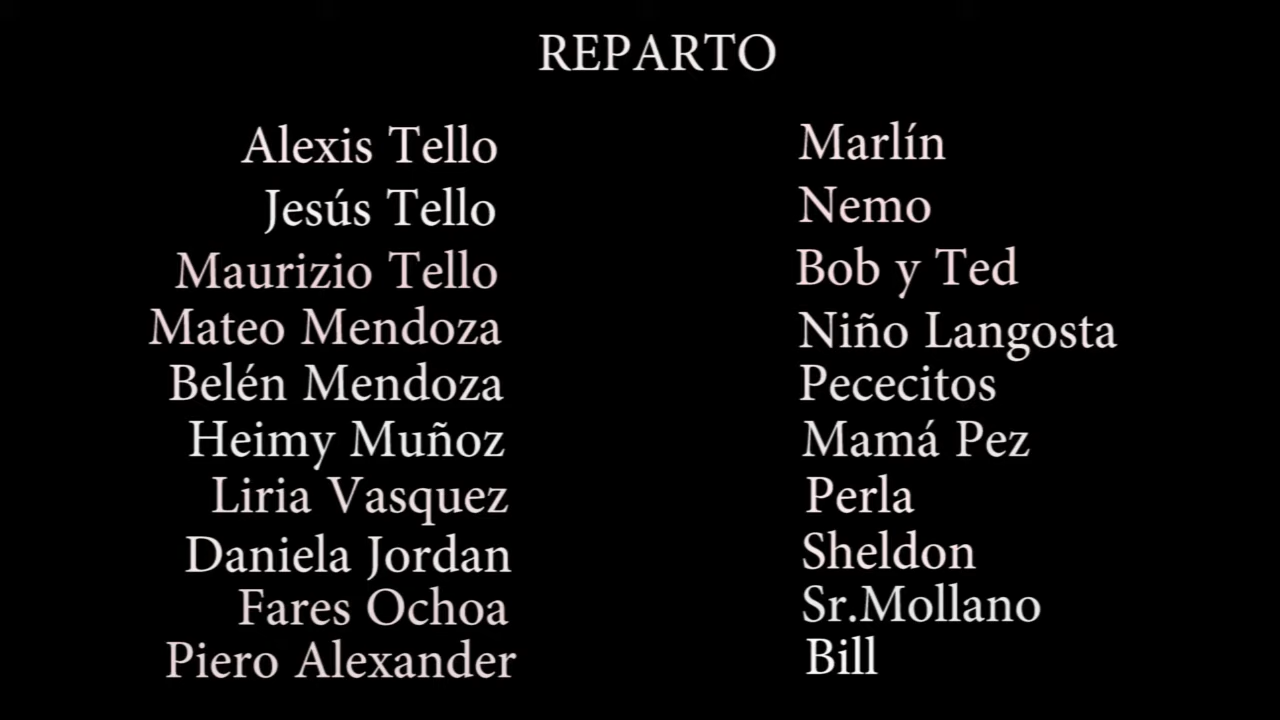 REPARTO
Alexis Tello Marlín
Jesús Tello Nemo
Maurizio Tello Bob y Ted
Mateo Mendoza Niño Langosta
Belén Mendoza Pececitos
Heimy Muñoz Mamá Pez
Liria Vasquez Perla
Daniela Jordan Sheldon
Fares Ochoa Sr.Mollano
Piero Alexander Bill